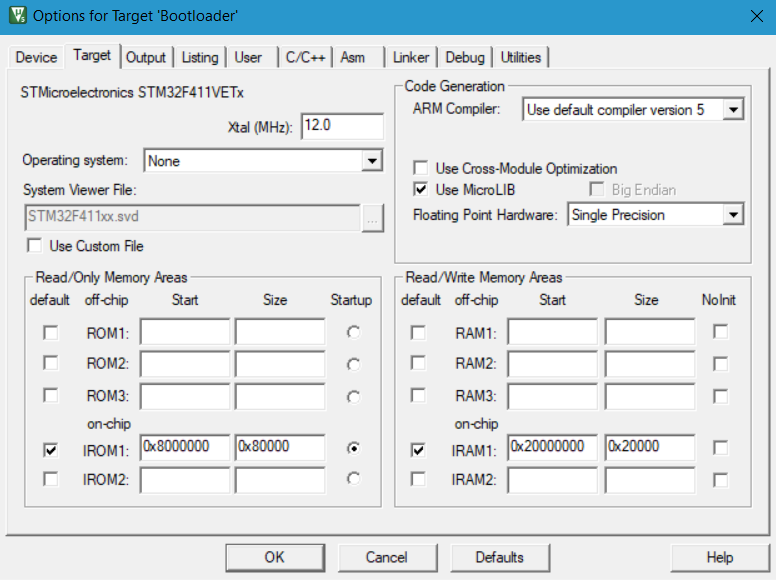 Options for Target 'Bootloader'
Device Target Output Listing User C/C++ Asm Linker Debug Utilities
STMicroelectronics STM32F411VETx
Xtal (MHz): 12.0
Operating system: None
System Viewer File:
STM32F411xx.svd ...
Use Custom File
Code Generation
ARM Compiler: Use default compiler version 5
Use Cross-Module Optimization
Use MicroLIB Big Endian
Floating Point Hardware: Single Precision
Read/Only Memory Areas
default off-chip Start Size Startup
ROM1:
ROM2:
ROM3:
on-chip
IROM1: 0x8000000 0x80000
IROM2:
Read/Write Memory Areas
default off-chip Start Size NoInit
RAM1:
RAM2:
RAM3:
on-chip
IRAM1: 0x20000000 0x20000
IRAM2:
OK Cancel Defaults Help